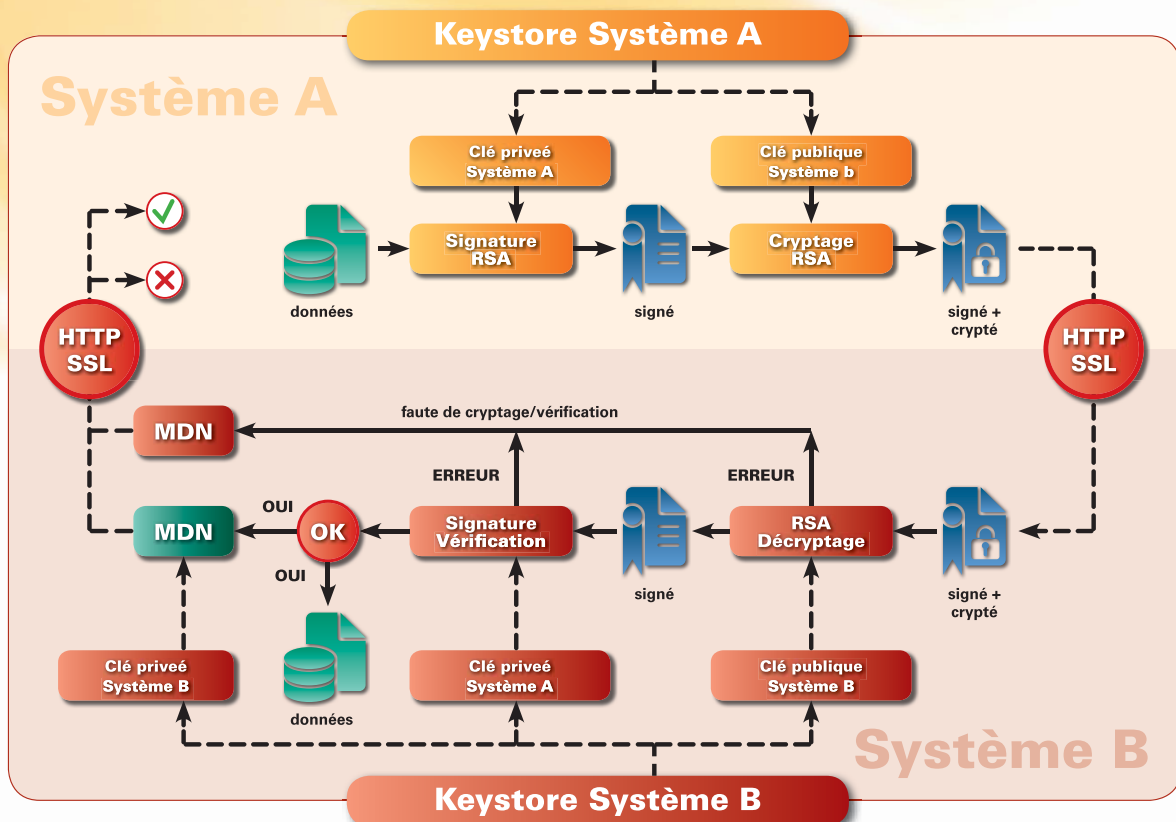 Keystore Système A
Système A
Clé priveé
Système A
Clé publique
Système b
Signature
RSA
Cryptage
RSA
données
signé
signé +
crypté
HTTP
SSL
HTTP
SSL
faute de cryptage/vérification
MDN
ERREUR
ERREUR
OUI
MDN
OK
Signature
Vérification
RSA
Décryptage
OUI
signé
signé +
crypté
Clé priveé
Système B
Clé priveé
Système A
Clé publique
Système B
données
Système B
Keystore Système B